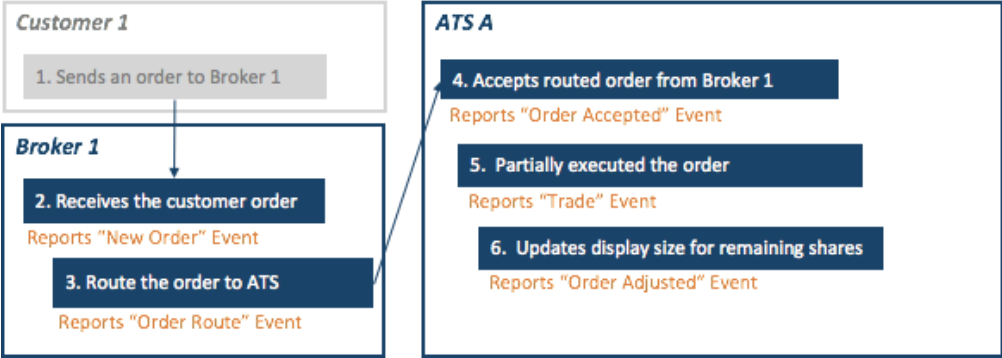 Customer 1
1. Sends an order to Broker 1
Broker 1
2. Receives the customer order
Reports "New Order" Event
3. Route the order to ATS
Reports "Order Route" Event
ATS A
4. Accepts routed order from Broker 1
Reports "Order Accepted" Event
5. Partially executed the order
Reports "Trade" Event
6. Updates display size for remaining shares
Reports "Order Adjusted" Event